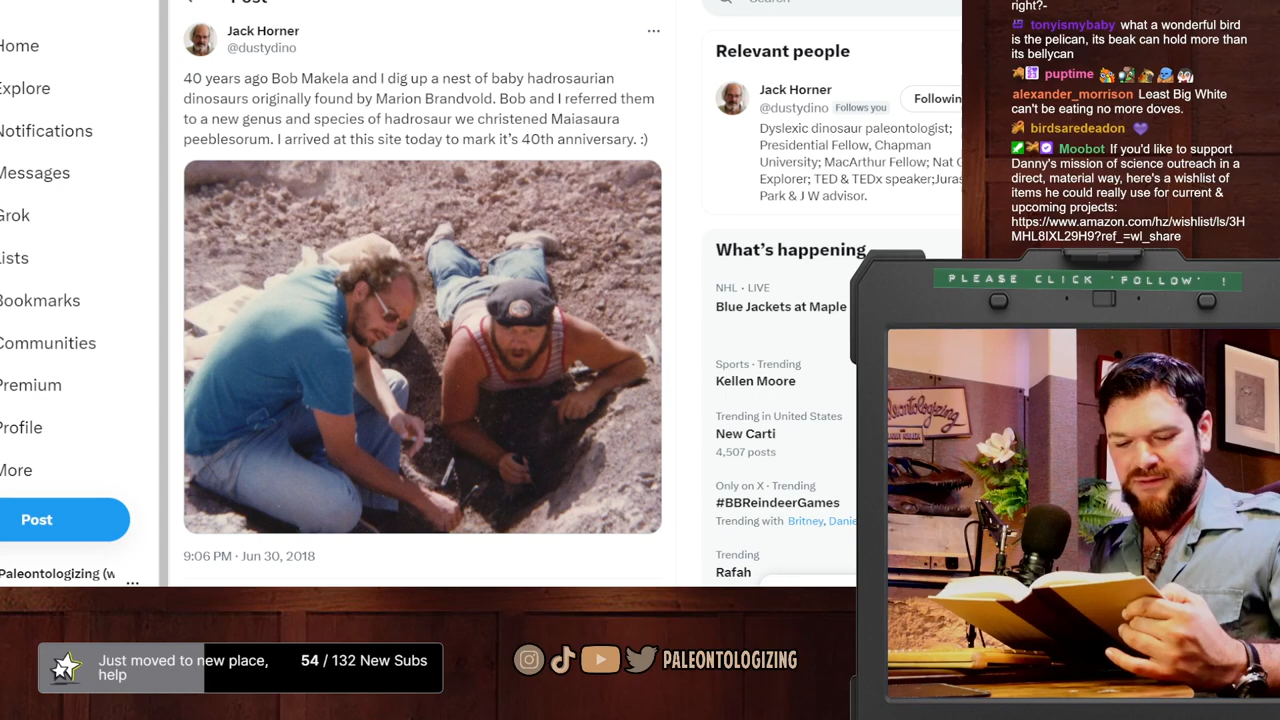 Home
Explore
Notifications
Messages
Grok
Lists
Bookmarks
Communities
Premium
Profile
More
Post
Paleontologizing (w
Post
Jack Horner
@dustydino
40 years ago Bob Makela and I dig up a nest of baby hadrosaurian
dinosaurs originally found by Marion Brandvold. Bob and I referred them
to a new genus and species of hadrosaur we christened Maiasaura
peeblesorum. I arrived at this site today to mark it's 40th anniversary. :)
9:06 PM · Jun 30, 2018
Search
Relevant people
Jack Horner
@dustydino Follows you
Followin
Dyslexic dinosaur paleontologist;
Presidential Fellow, Chapman
University; MacArthur Fellow; Nat G
Explorer; TED & TEDx speaker;Juras
Park & J W advisor.
What's happening
NHL · LIVE
Blue Jackets at Maple
Sports · Trending
Kellen Moore
Trending in United States
New Carti
4,507 posts
Only on X · Trending
#BBReindeerGames
Trending with Britney, Danie
Trending
Rafah
right?-
tonyismybaby what a wonderful bird
is the pelican, its beak can hold more than
its bellycan
puptime
alexander_morrison Least Big White
can't be eating no more doves.
birdsaredeadon
Moobot If you'd like to support
Danny's mission of science outreach in a
direct, material way, here's a wishlist of
items he could really use for current &
upcoming projects:
https://www.amazon.com/hz/wishlist/ls/3H
MHL8IXL29H9?ref_=wl_share
PLEASE CLICK 'FOLLOW' !
Paleontologizing
Just moved to new place,
help
54 / 132 New Subs
PALEONTOLOGIZING